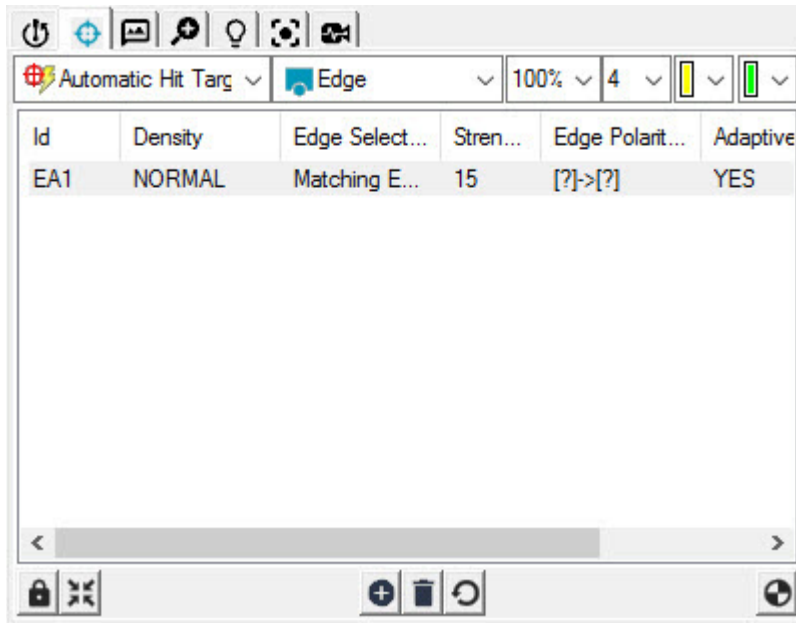 Automatic Hit Targ Edge 100% 4
Id Density Edge Select... Stren... Edge Polarit... Adaptive
EA1 NORMAL Matching E... 15 [?]->[?] YES